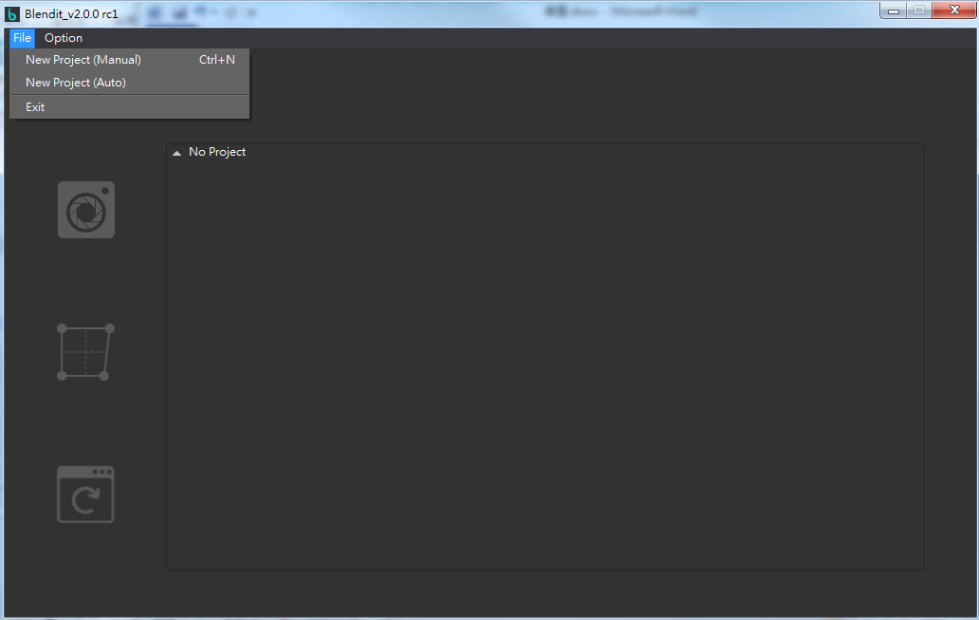 Blendit_v2.0.0 rc1
File Option
New Project (Manual) Ctrl+N
New Project (Auto)
Exit
No Project